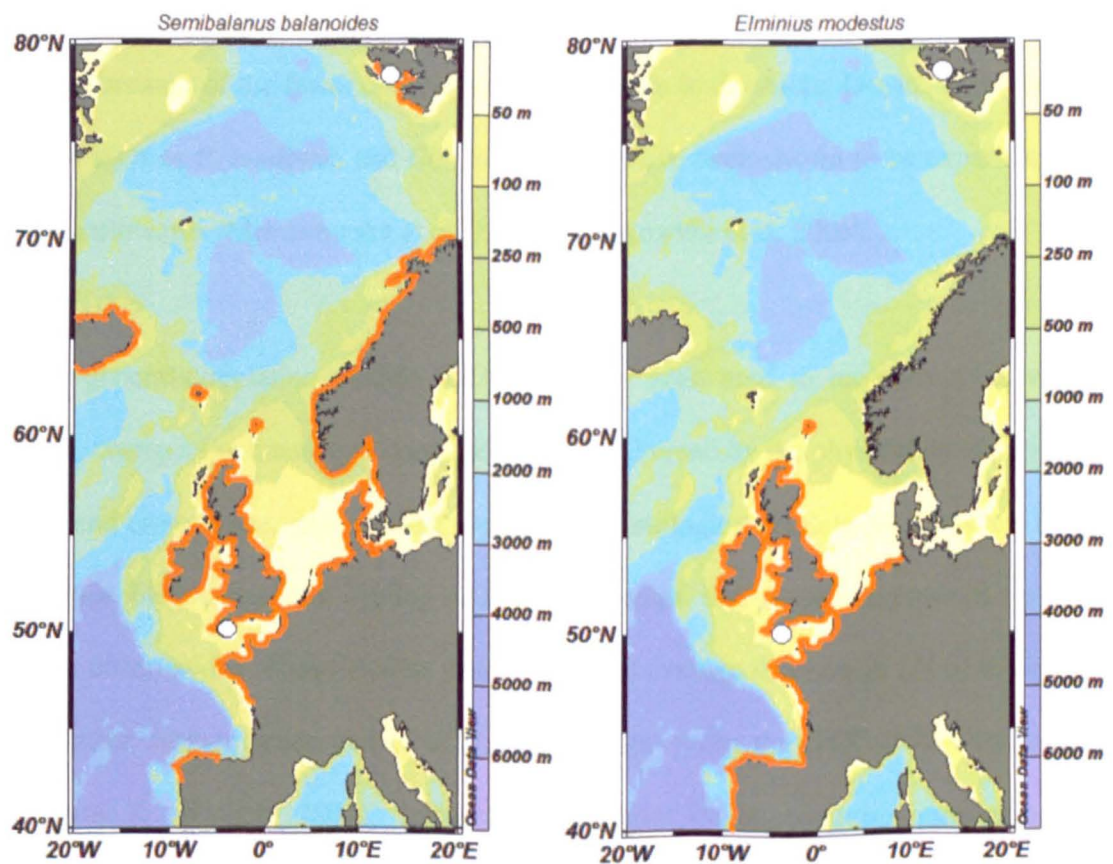 Semibalanus balanoides
80°N
70°N
60°N
50°N
40°N
20°W
10°W
0°
10°E
20°E
50 m
100 m
250 m
500 m
1000 m
2000 m
3000 m
4000 m
5000 m
6000 m
Ocean Data View
Elminius modestus
80°N
70°N
60°N
50°N
40°N
20°W
10°W
0°
10°E
20°E
50 m
100 m
250 m
500 m
1000 m
2000 m
3000 m
4000 m
5000 m
6000 m
Ocean Data View